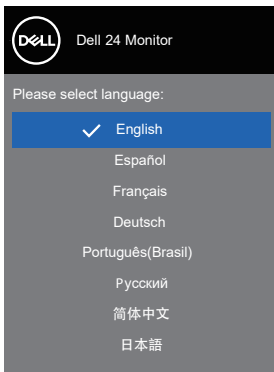 DELL
Dell 24 Monitor
Please select language:
English
Español
Français
Deutsch
Português(Brasil)
Русский
简体中文
日本語